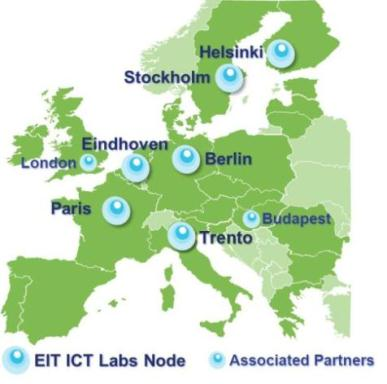 Helsinki
Stockholm
Eindhoven
London
Berlin
Paris
Budapest
Trento
EIT ICT Labs Node
Associated Partners